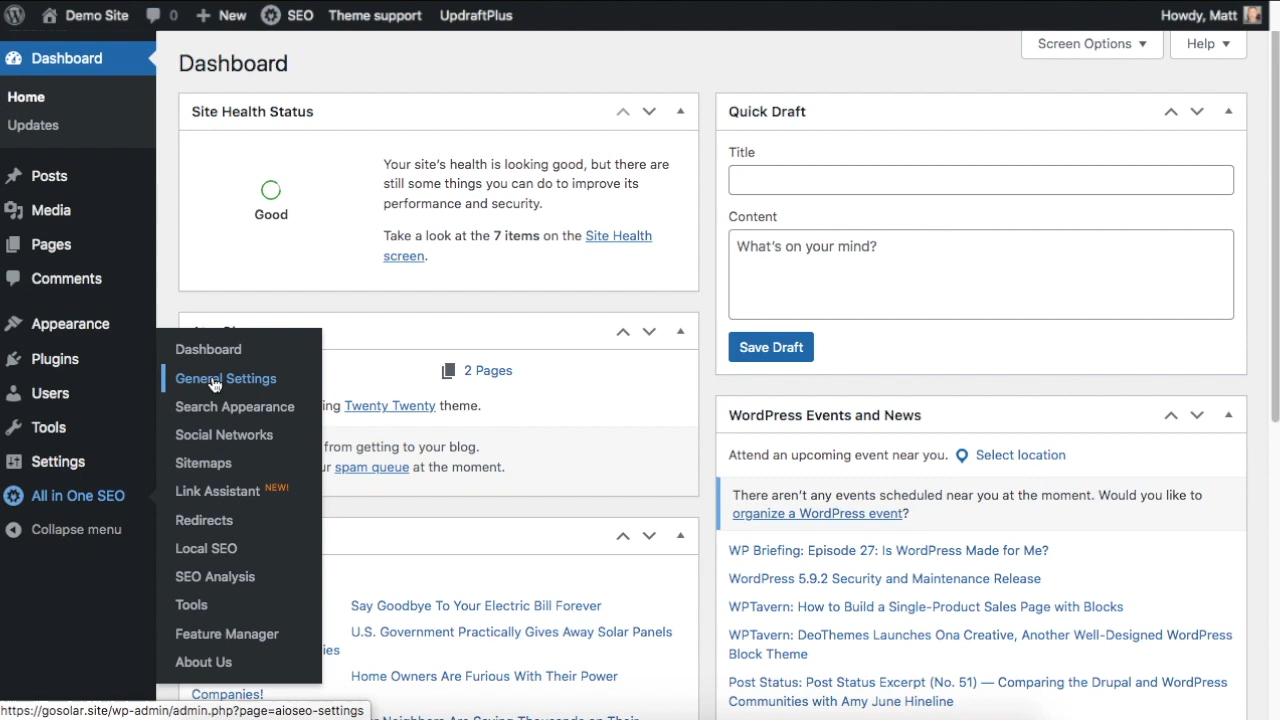 Demo Site
0
New
SEO
Theme support
UpdraftPlus
Howdy, Matt
Dashboard
Home
Updates
Posts
Media
Pages
Comments
Appearance
Plugins
Users
Tools
Settings
All in One SEO
Collapse menu
Dashboard
General Settings
Search Appearance
Social Networks
Sitemaps
Link Assistant NEW!
Redirects
Local SEO
SEO Analysis
Tools
Feature Manager
About Us
Dashboard
Screen Options
Help
Site Health Status
Good
Your site's health is looking good, but there are
still some things you can do to improve its
performance and security.
Take a look at the 7 items on the Site Health
screen.
2 Pages
ing Twenty Twenty theme.
from getting to your blog.
ur spam queue at the moment.
Say Goodbye To Your Electric Bill Forever
U.S. Government Practically Gives Away Solar Panels
ies
Home Owners Are Furious With Their Power
Companies!
Neighbors Are Saving Thousands on Their
Quick Draft
Title
Content
What's on your mind?
Save Draft
WordPress Events and News
Attend an upcoming event near you. Select location
There aren't any events scheduled near you at the moment. Would you like to
organize a WordPress event?
WP Briefing: Episode 27: Is WordPress Made for Me?
WordPress 5.9.2 Security and Maintenance Release
WPTavern: How to Build a Single-Product Sales Page with Blocks
WPTavern: DeoThemes Launches Ona Creative, Another Well-Designed WordPress
Block Theme
Post Status: Post Status Excerpt (No. 51) — Comparing the Drupal and WordPress
Communities with Amy June Hineline
https://gosolar.site/wp-admin/admin.php?page=aioseo-settings